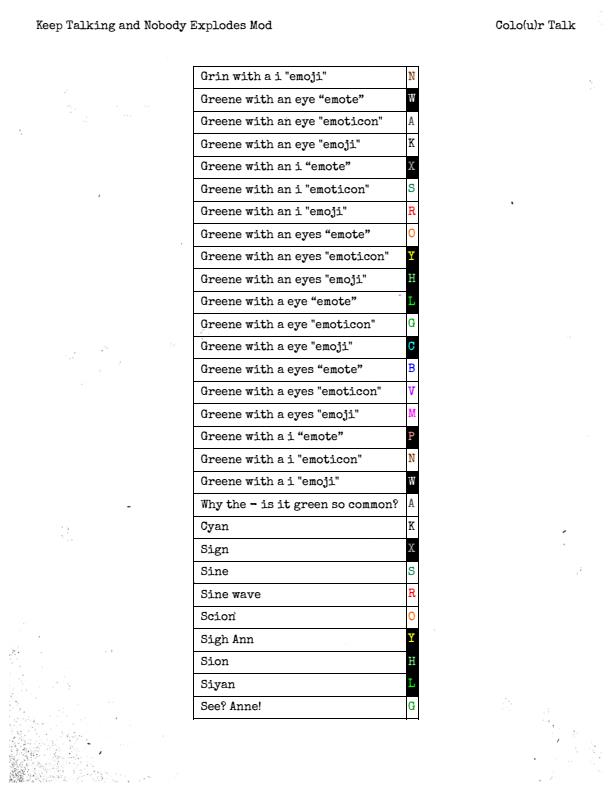 Keep Talking and Nobody Explodes Mod Colo(u)r Talk
Grin with a i "emoji" N
Greene with an eye “emote” W
Greene with an eye "emoticon" A
Greene with an eye "emoji" K
Greene with an i “emote” X
Greene with an i "emoticon" S
Greene with an i "emoji" R
Greene with an eyes “emote” O
Greene with an eyes "emoticon" Y
Greene with an eyes "emoji" H
Greene with a eye “emote” L
Greene with a eye "emoticon" G
Greene with a eye "emoji" C
Greene with a eyes “emote” B
Greene with a eyes "emoticon" V
Greene with a eyes "emoji" M
Greene with a i “emote” P
Greene with a i "emoticon" N
Greene with a i "emoji" W
Why the – is it green so common? A
Cyan K
Sign X
Sine S
Sine wave R
Scion O
Sigh Ann Y
Sion H
Siyan L
See? Anne! G